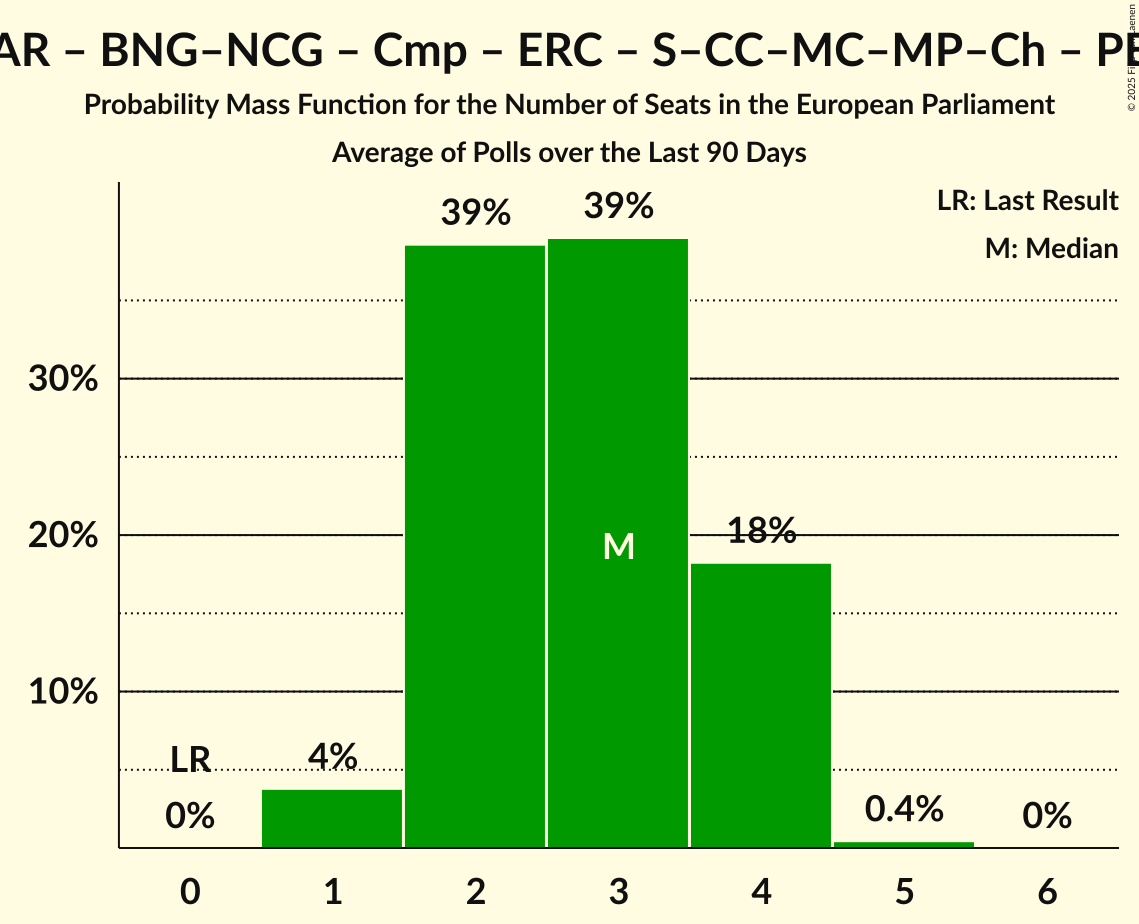 AR – BNG–NCG – Cmp – ERC – S–CC–MC–MP–Ch – PE
Probability Mass Function for the Number of Seats in the European Parliament
Average of Polls over the Last 90 Days
LR: Last Result
M: Median
39% 39%
30%
20%
18%
M
10%
LR
4%
0%
0.4%
0%
0 1 2 3 4 5 6
© 2025